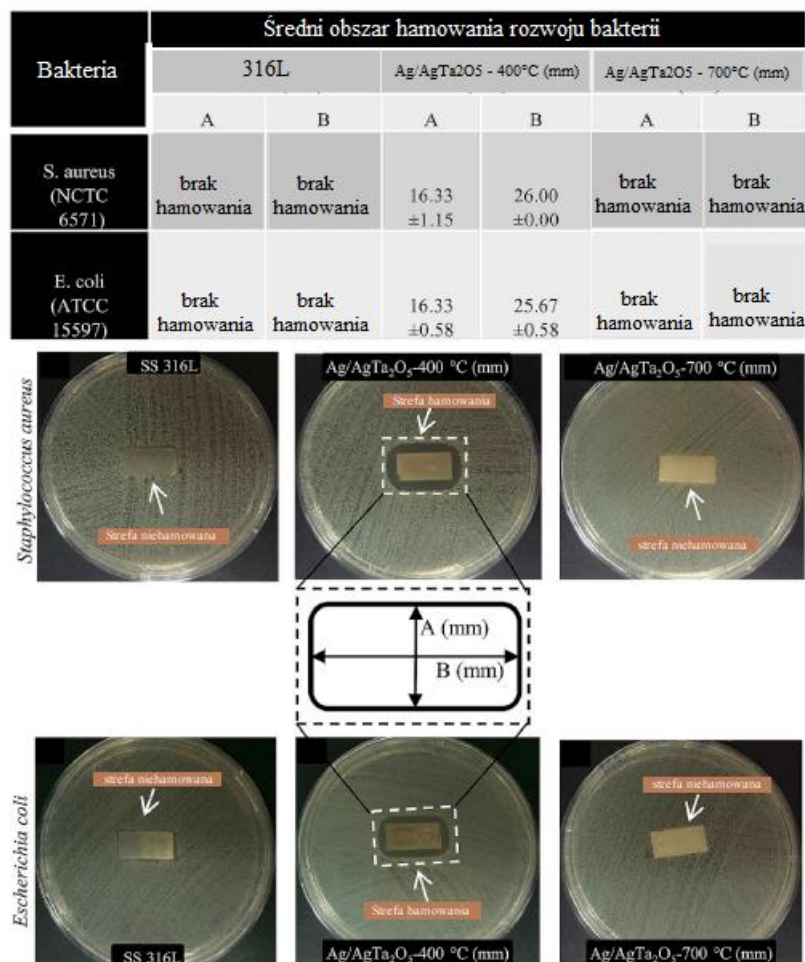 Średni obszar hamowania rozwoju bakterii
Bakteria
316L
Ag/AgTa2O5 - 400°C (mm)
Ag/AgTa2O5 - 700°C (mm)
A
B
A
B
A
B
S. aureus
(NCTC
6571)
brak
hamowania
brak
hamowania
16.33
±1.15
26.00
±0.00
brak
hamowania
brak
hamowania
E. coli
(ATCC
15597)
brak
hamowania
brak
hamowania
16.33
±0.58
25.67
±0.58
brak
hamowania
brak
hamowania
Staphylococcus aureus
SS 316L
Strefa niehamowana
Ag/AgTa₂O₅-400 °C (mm)
Strefa hamowania
Ag/AgTa₂O₅-700 °C (mm)
strefa niehamowana
A (mm)
B (mm)
Escherichia coli
strefa niehamowana
SS 316L
Strefa hamowania
Ag/AgTa₂O₅-400 °C (mm)
strefa niehamowana
Ag/AgTa₂O₅-700 °C (mm)